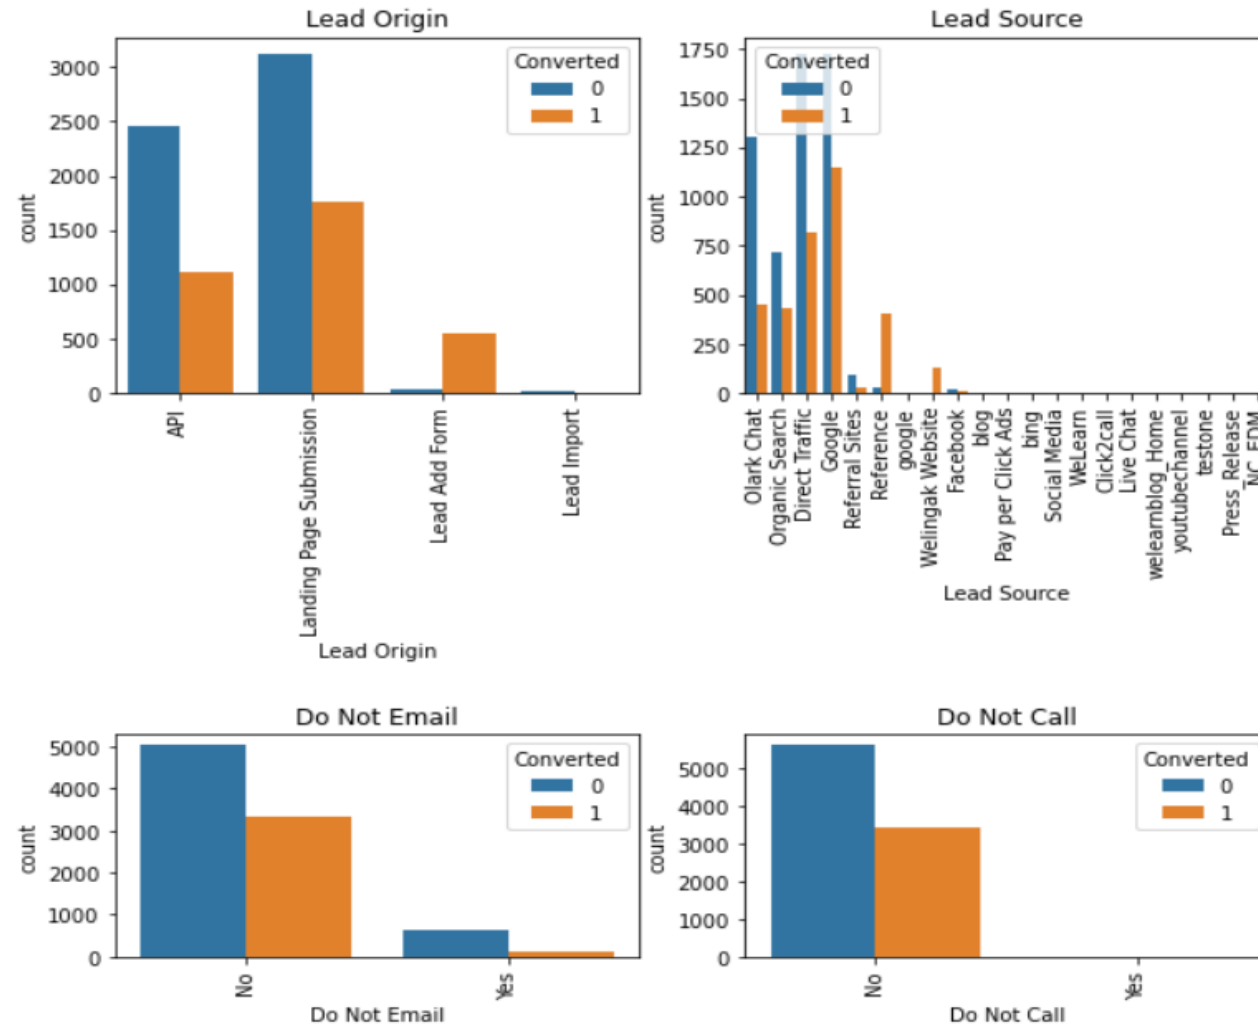 Lead Origin
Converted
0
1
3000
2500
2000
1500
1000
500
0
count
API
Landing Page Submission
Lead Add Form
Lead Import
Lead Origin
Lead Source
Converted
0
1
1750
1500
1250
1000
750
500
250
0
count
Olark Chat
Organic Search
Direct Traffic
Google
Referral Sites
Reference
google
Welingak Website
Facebook
blog
Pay per Click Ads
bing
Social Media
WeLearn
Click2call
Live Chat
welearnblog_Home
youtubechannel
testone
Press_Release
NC_EDM
Lead Source
Do Not Email
Converted
0
1
5000
4000
3000
2000
1000
0
count
No
Yes
Do Not Email
Do Not Call
Converted
0
1
5000
4000
3000
2000
1000
0
count
No
Yes
Do Not Call